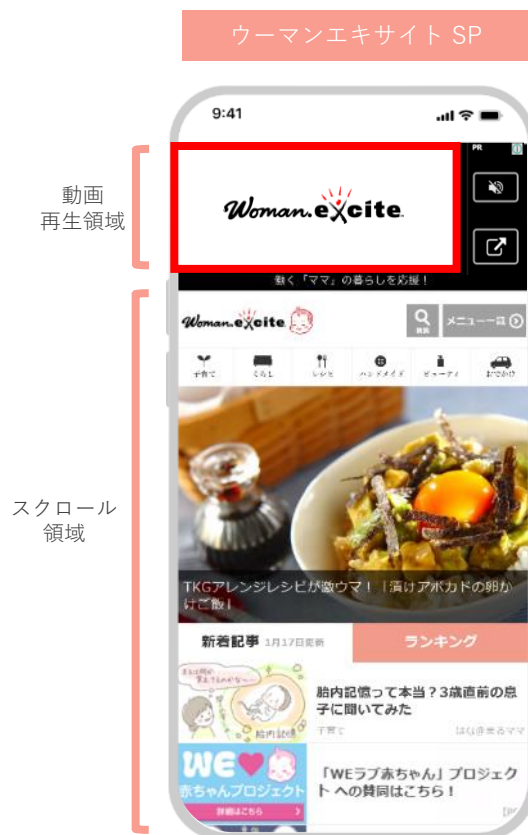 ウーマンエキサイト SP
9:41
動画
再生領域
PR
Woman.excite
働く「ママ」の暮らしを応援！
Woman.excite
検索
メニュー一覧
子育て
くらし
レシピ
ハンドメイド
ビューティ
おでかけ
スクロール
領域
TKGアレンジレシピが激ウマ！「漬けアボカドの卵か
けご飯」
新着記事 1月17日更新
ランキング
胎内記憶
胎内記憶って本当？3歳直前の息
子に聞いてみた
子育て
WE
赤ちゃんプロジェクト
詳細はこちら
「WEラブ赤ちゃん」プロジェク
ト への賛同はこちら！